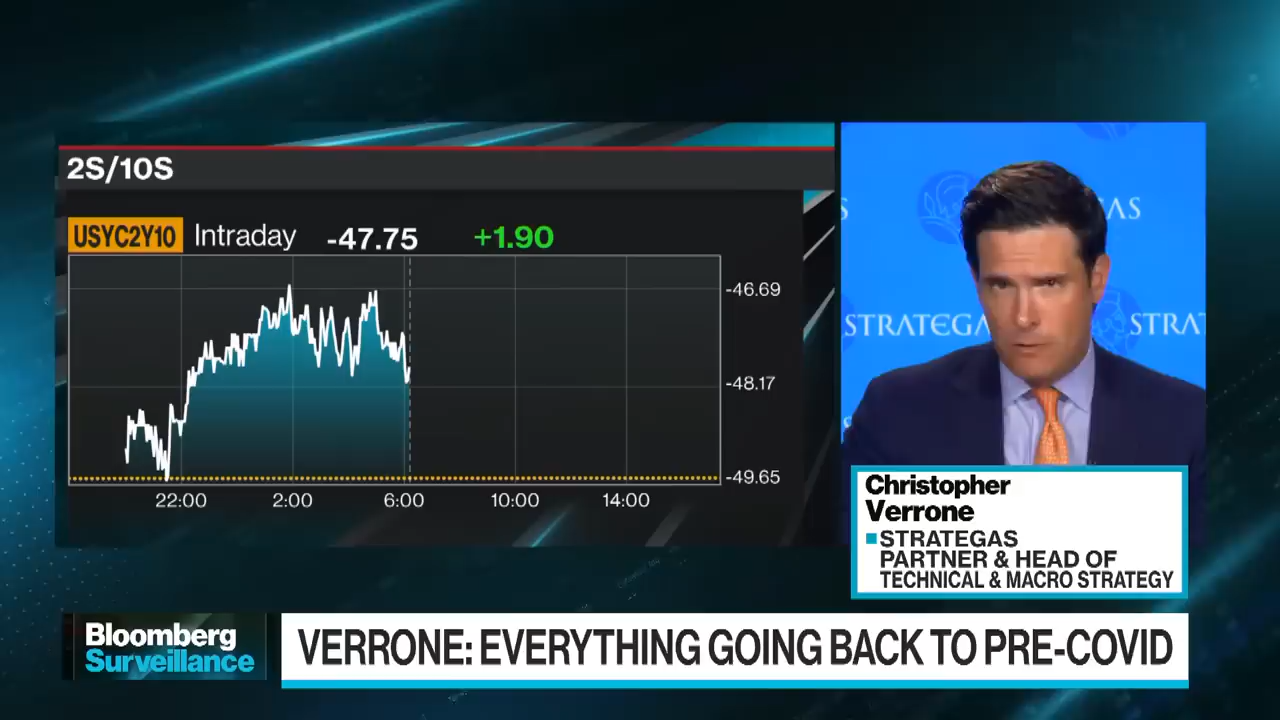 2S/10S
USYC2Y10 Intraday -47.75 +1.90
-46.69
-48.17
-49.65
22:00 2:00 6:00 10:00 14:00
GAS
S
STRATEGAS
STRAT
Christopher
Verrone
STRATEGAS
PARTNER & HEAD OF
TECHNICAL & MACRO STRATEGY
Bloomberg
Surveillance
VERRONE: EVERYTHING GOING BACK TO PRE-COVID